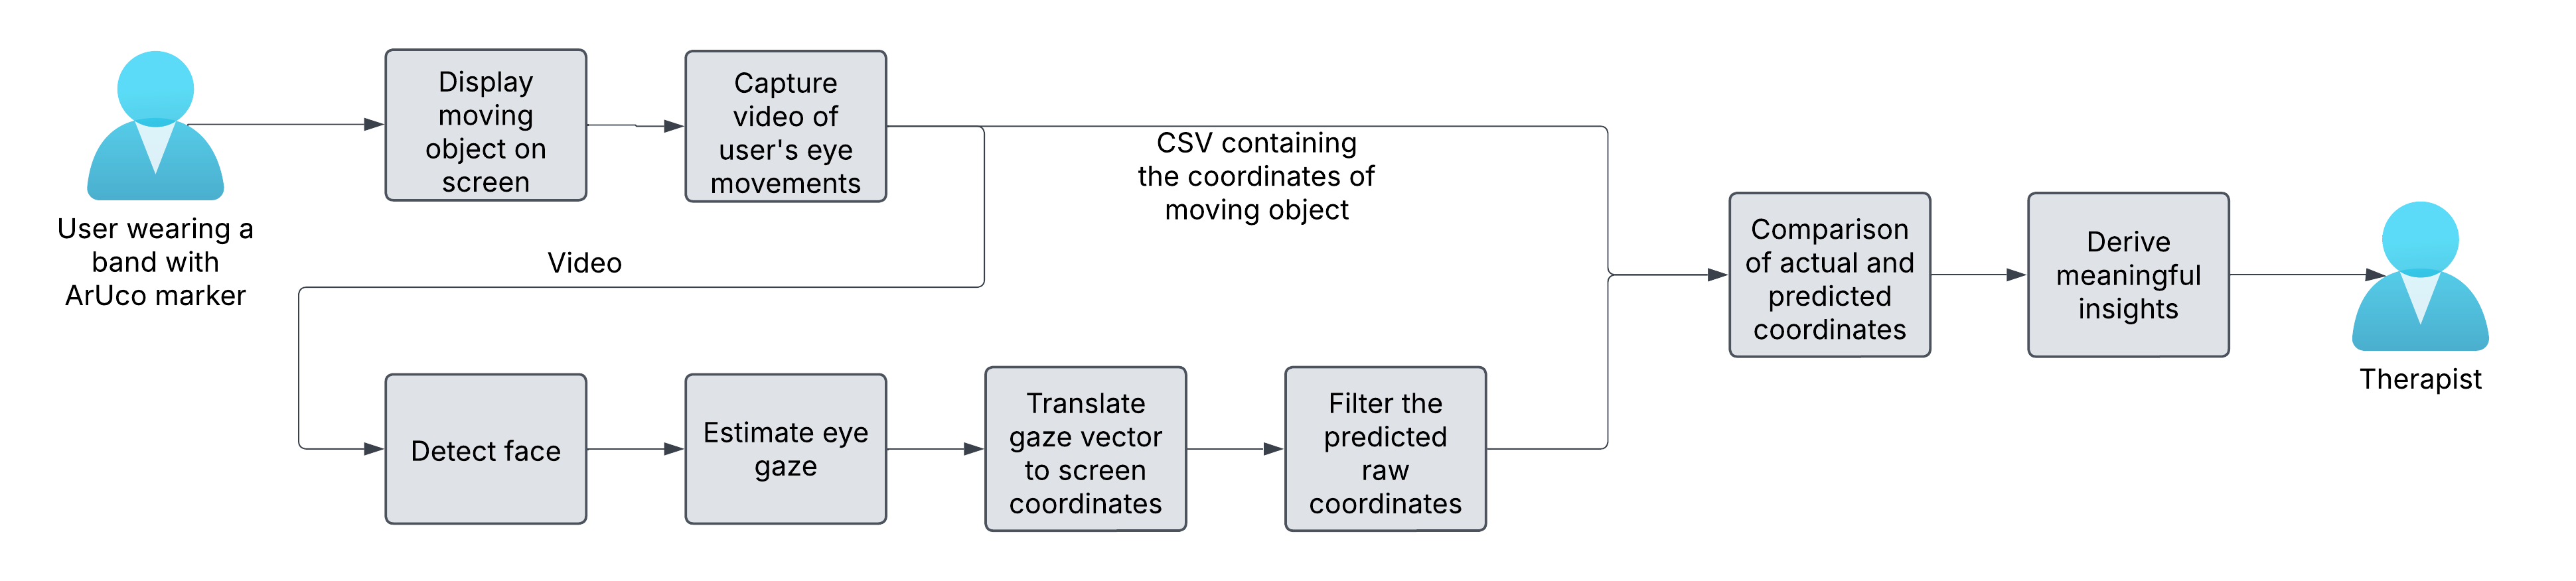 User wearing a
band with
ArUco marker
Display
moving
object on
screen
Capture
video of
user's eye
movements
CSV containing
the coordinates of
moving object
Video
Detect face
Estimate eye
gaze
Translate
gaze vector
to screen
coordinates
Filter the
predicted
raw
coordinates
Comparison
of actual and
predicted
coordinates
Derive
meaningful
insights
Therapist